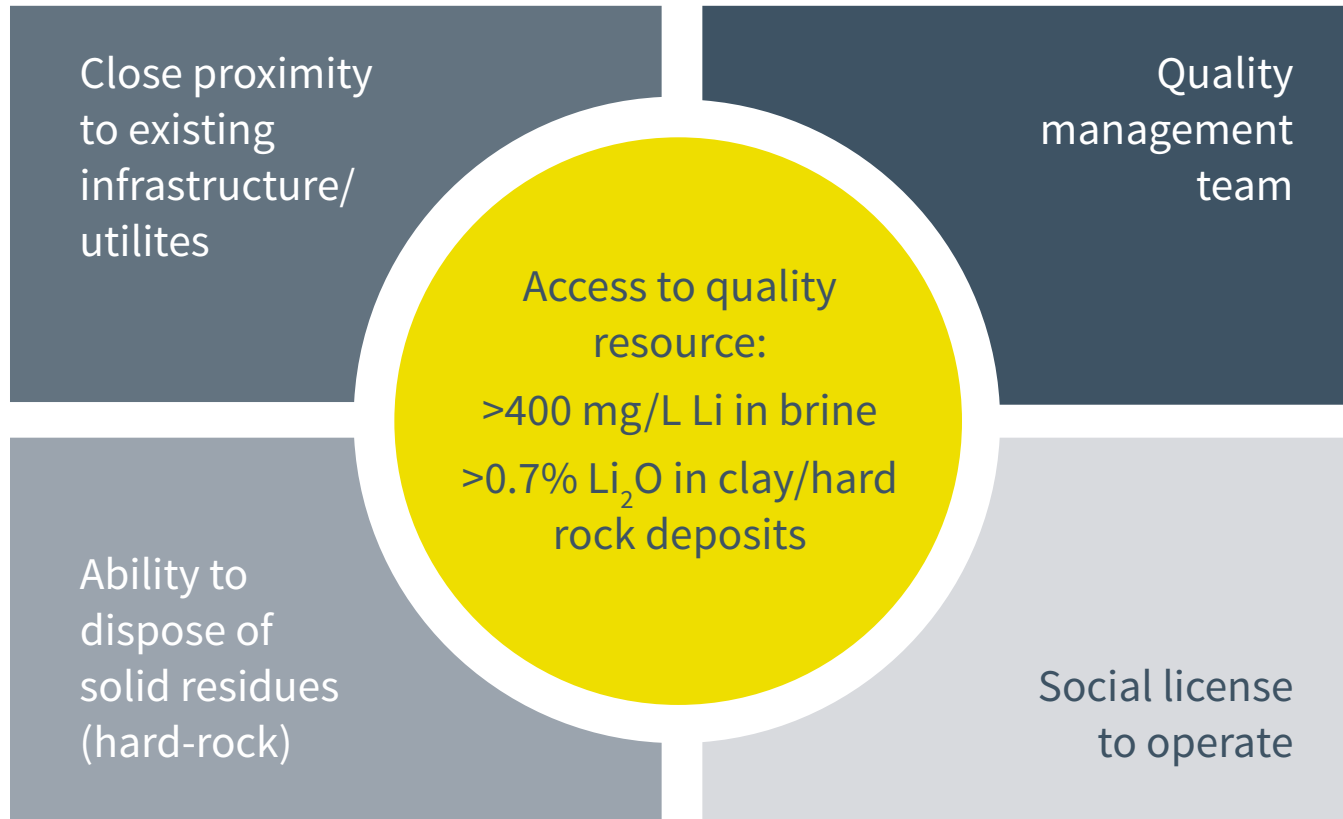 Close proximity
to existing
infrastructure/
utilites
Quality
management
team
Access to quality
resource:
>400 mg/L Li in brine
>0.7% Li₂O in clay/hard
rock deposits
Ability to
dispose of
solid residues
(hard-rock)
Social license
to operate